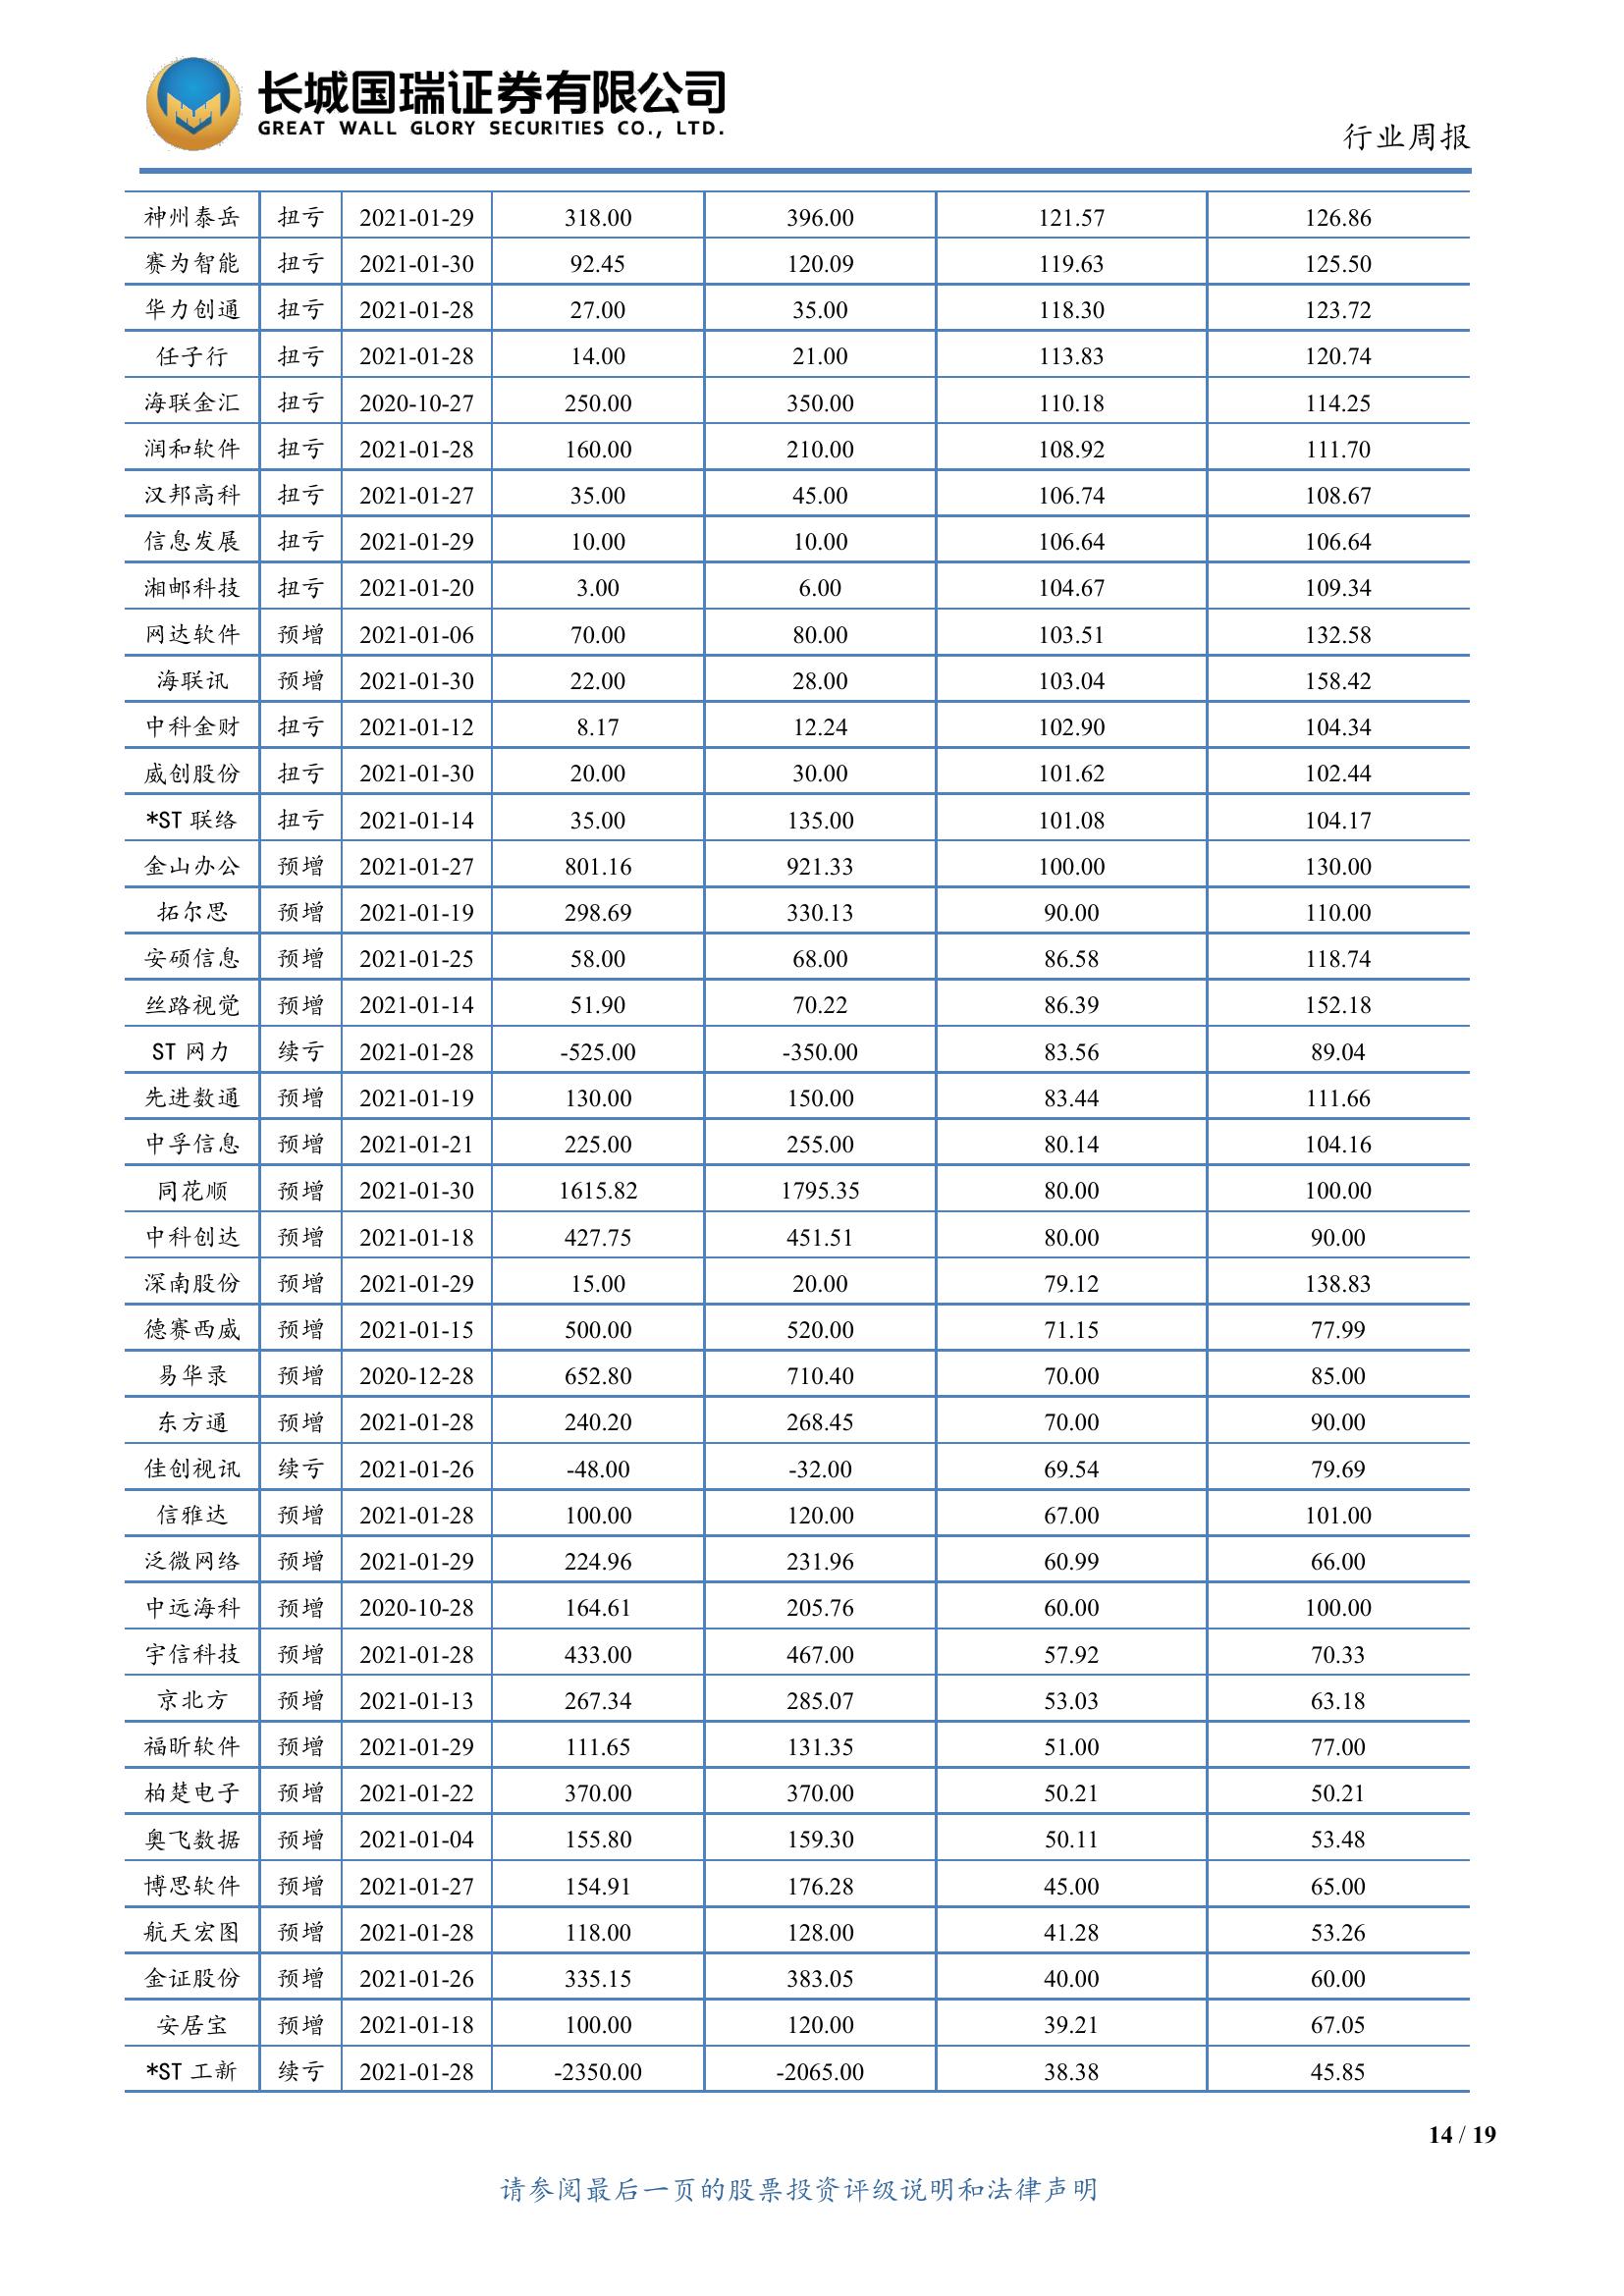 长城国瑞证券有限公司
GREAT WALL GLORY SECURITIES CO., LTD.
行业周报
神州泰岳 扭亏 2021-01-29 318.00 396.00 121.57 126.86
赛为智能 扭亏 2021-01-30 92.45 120.09 119.63 125.50
华力创通 扭亏 2021-01-28 27.00 35.00 118.30 123.72
任子行 扭亏 2021-01-28 14.00 21.00 113.83 120.74
海联金汇 扭亏 2020-10-27 250.00 350.00 110.18 114.25
润和软件 扭亏 2021-01-28 160.00 210.00 108.92 111.70
汉邦高科 扭亏 2021-01-27 35.00 45.00 106.74 108.67
信息发展 扭亏 2021-01-29 10.00 10.00 106.64 106.64
湘邮科技 扭亏 2021-01-20 3.00 6.00 104.67 109.34
网达软件 预增 2021-01-06 70.00 80.00 103.51 132.58
海联讯 预增 2021-01-30 22.00 28.00 103.04 158.42
中科金财 扭亏 2021-01-12 8.17 12.24 102.90 104.34
威创股份 扭亏 2021-01-30 20.00 30.00 101.62 102.44
*ST 联络 扭亏 2021-01-14 35.00 135.00 101.08 104.17
金山办公 预增 2021-01-27 801.16 921.33 100.00 130.00
拓尔思 预增 2021-01-19 298.69 330.13 90.00 110.00
安硕信息 预增 2021-01-25 58.00 68.00 86.58 118.74
丝路视觉 预增 2021-01-14 51.90 70.22 86.39 152.18
ST 网力 续亏 2021-01-28 -525.00 -350.00 83.56 89.04
先进数通 预增 2021-01-19 130.00 150.00 83.44 111.66
中孚信息 预增 2021-01-21 225.00 255.00 80.14 104.16
同花顺 预增 2021-01-30 1615.82 1795.35 80.00 100.00
中科创达 预增 2021-01-18 427.75 451.51 80.00 90.00
深南股份 预增 2021-01-29 15.00 20.00 79.12 138.83
德赛西威 预增 2021-01-15 500.00 520.00 71.15 77.99
易华录 预增 2020-12-28 652.80 710.40 70.00 85.00
东方通 预增 2021-01-28 240.20 268.45 70.00 90.00
佳创视讯 续亏 2021-01-26 -48.00 -32.00 69.54 79.69
信雅达 预增 2021-01-28 100.00 120.00 67.00 101.00
泛微网络 预增 2021-01-29 224.96 231.96 60.99 66.00
中远海科 预增 2020-10-28 164.61 205.76 60.00 100.00
宇信科技 预增 2021-01-28 433.00 467.00 57.92 70.33
京北方 预增 2021-01-13 267.34 285.07 53.03 63.18
福昕软件 预增 2021-01-29 111.65 131.35 51.00 77.00
柏楚电子 预增 2021-01-22 370.00 370.00 50.21 50.21
奥飞数据 预增 2021-01-04 155.80 159.30 50.11 53.48
博思软件 预增 2021-01-27 154.91 176.28 45.00 65.00
航天宏图 预增 2021-01-28 118.00 128.00 41.28 53.26
金证股份 预增 2021-01-26 335.15 383.05 40.00 60.00
安居宝 预增 2021-01-18 100.00 120.00 39.21 67.05
*ST 工新 续亏 2021-01-28 -2350.00 -2065.00 38.38 45.85
14 / 19
请参阅最后一页的股票投资评级说明和法律声明